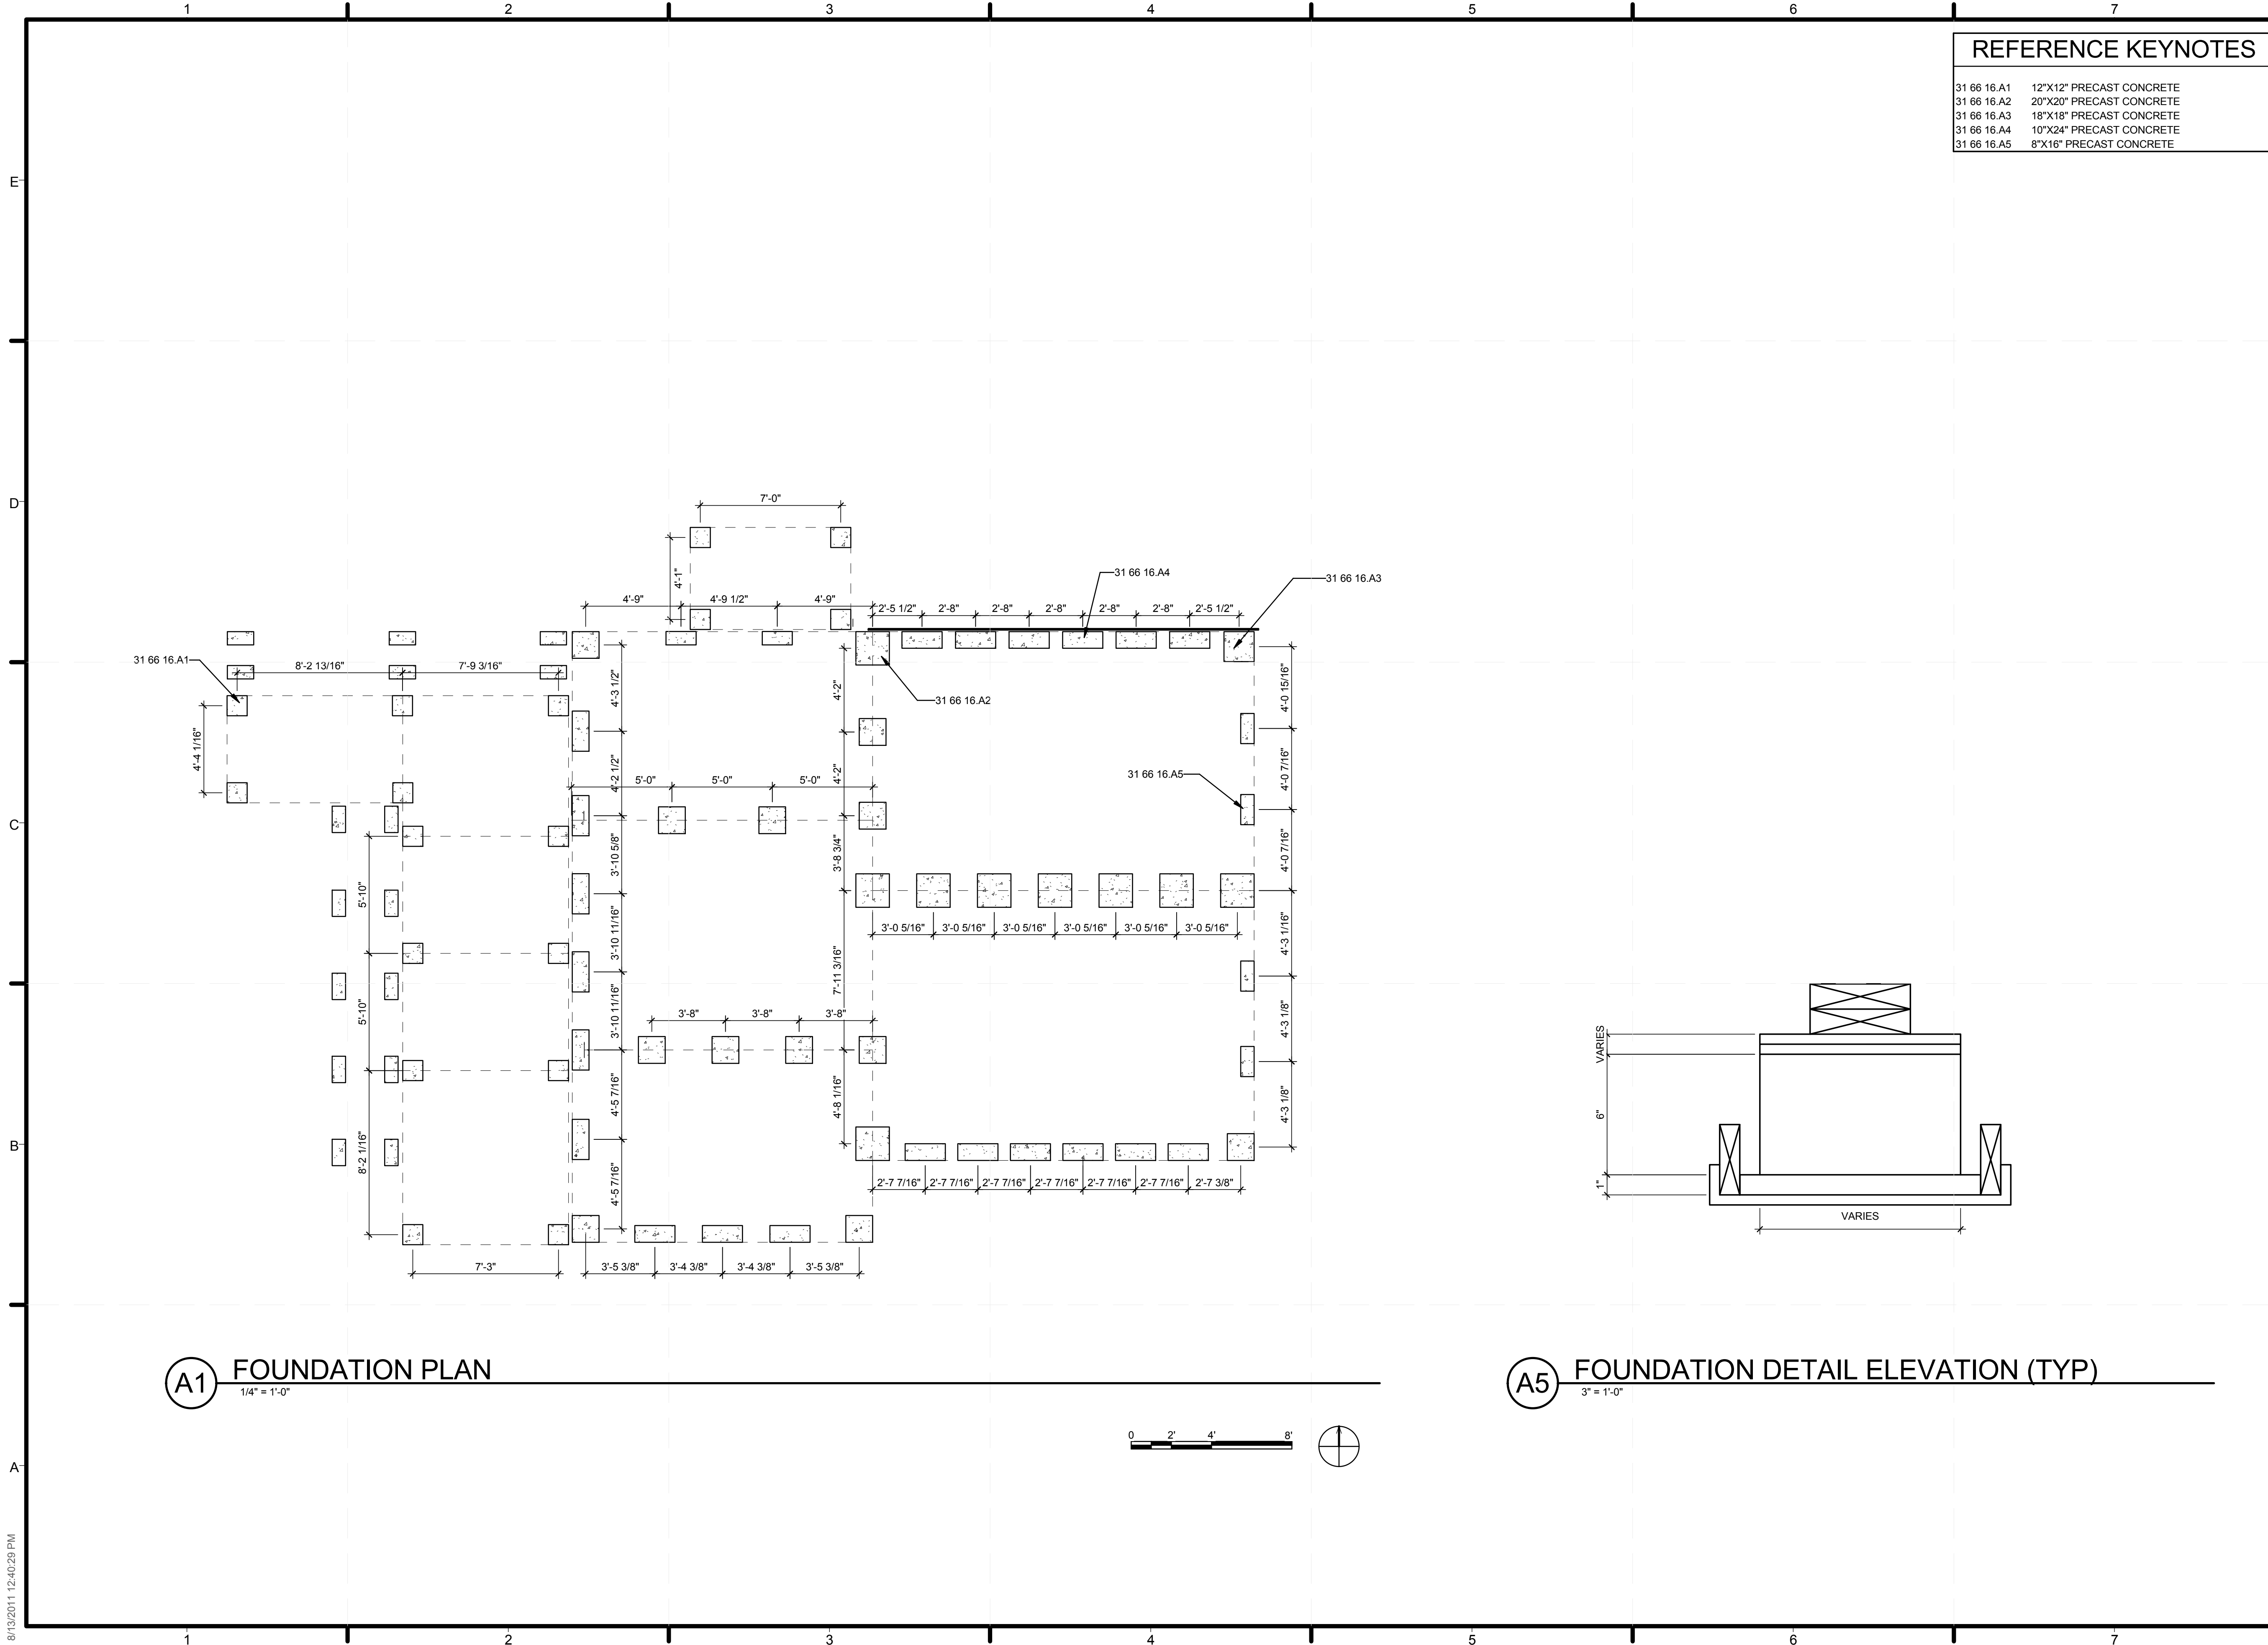 1 2 3 4 5 6 7
REFERENCE KEYNOTES
31 66 16.A1 12"X12" PRECAST CONCRETE
31 66 16.A2 20"X20" PRECAST CONCRETE
31 66 16.A3 18"X18" PRECAST CONCRETE
31 66 16.A4 10"X24" PRECAST CONCRETE
31 66 16.A5 8"X16" PRECAST CONCRETE
E
D
7'-0"
4'-1"
31 66 16.A4
31 66 16.A3
4'-9" 4'-9 1/2" 4'-9"
2'-5 1/2" 2'-8" 2'-8" 2'-8" 2'-8" 2'-8" 2'-5 1/2"
31 66 16.A1
8'-2 13/16" 7'-9 3/16"
4'-3 1/2"
4'-2"
4'-0 15/16"
31 66 16.A2
4'-4 1/16"
4'-2 1/2"
5'-0" 5'-0" 5'-0"
4'-2"
31 66 16.A5
4'-0 7/16"
C
3'-10 5/8"
3'-8 3/4"
4'-0 7/16"
5'-10"
3'-10 11/16"
3'-0 5/16" 3'-0 5/16" 3'-0 5/16" 3'-0 5/16" 3'-0 5/16" 3'-0 5/16"
4'-3 1/16"
7'-11 3/16"
5'-10"
3'-10 11/16"
3'-8" 3'-8" 3'-8"
4'-3 1/8"
VARIES
4'-5 7/16"
4'-8 1/16"
4'-3 1/8"
6"
B
8'-2 1/16"
4'-5 7/16"
2'-7 7/16" 2'-7 7/16" 2'-7 7/16" 2'-7 7/16" 2'-7 7/16" 2'-7 7/16" 2'-7 3/8"
1"
VARIES
7'-3"
3'-5 3/8" 3'-4 3/8" 3'-4 3/8" 3'-5 3/8"
A1 FOUNDATION PLAN
1/4" = 1'-0"
A5 FOUNDATION DETAIL ELEVATION (TYP)
3" = 1'-0"
0 2' 4' 8'
A
8/13/2011 12:40:29 PM
1 2 3 4 5 6 7